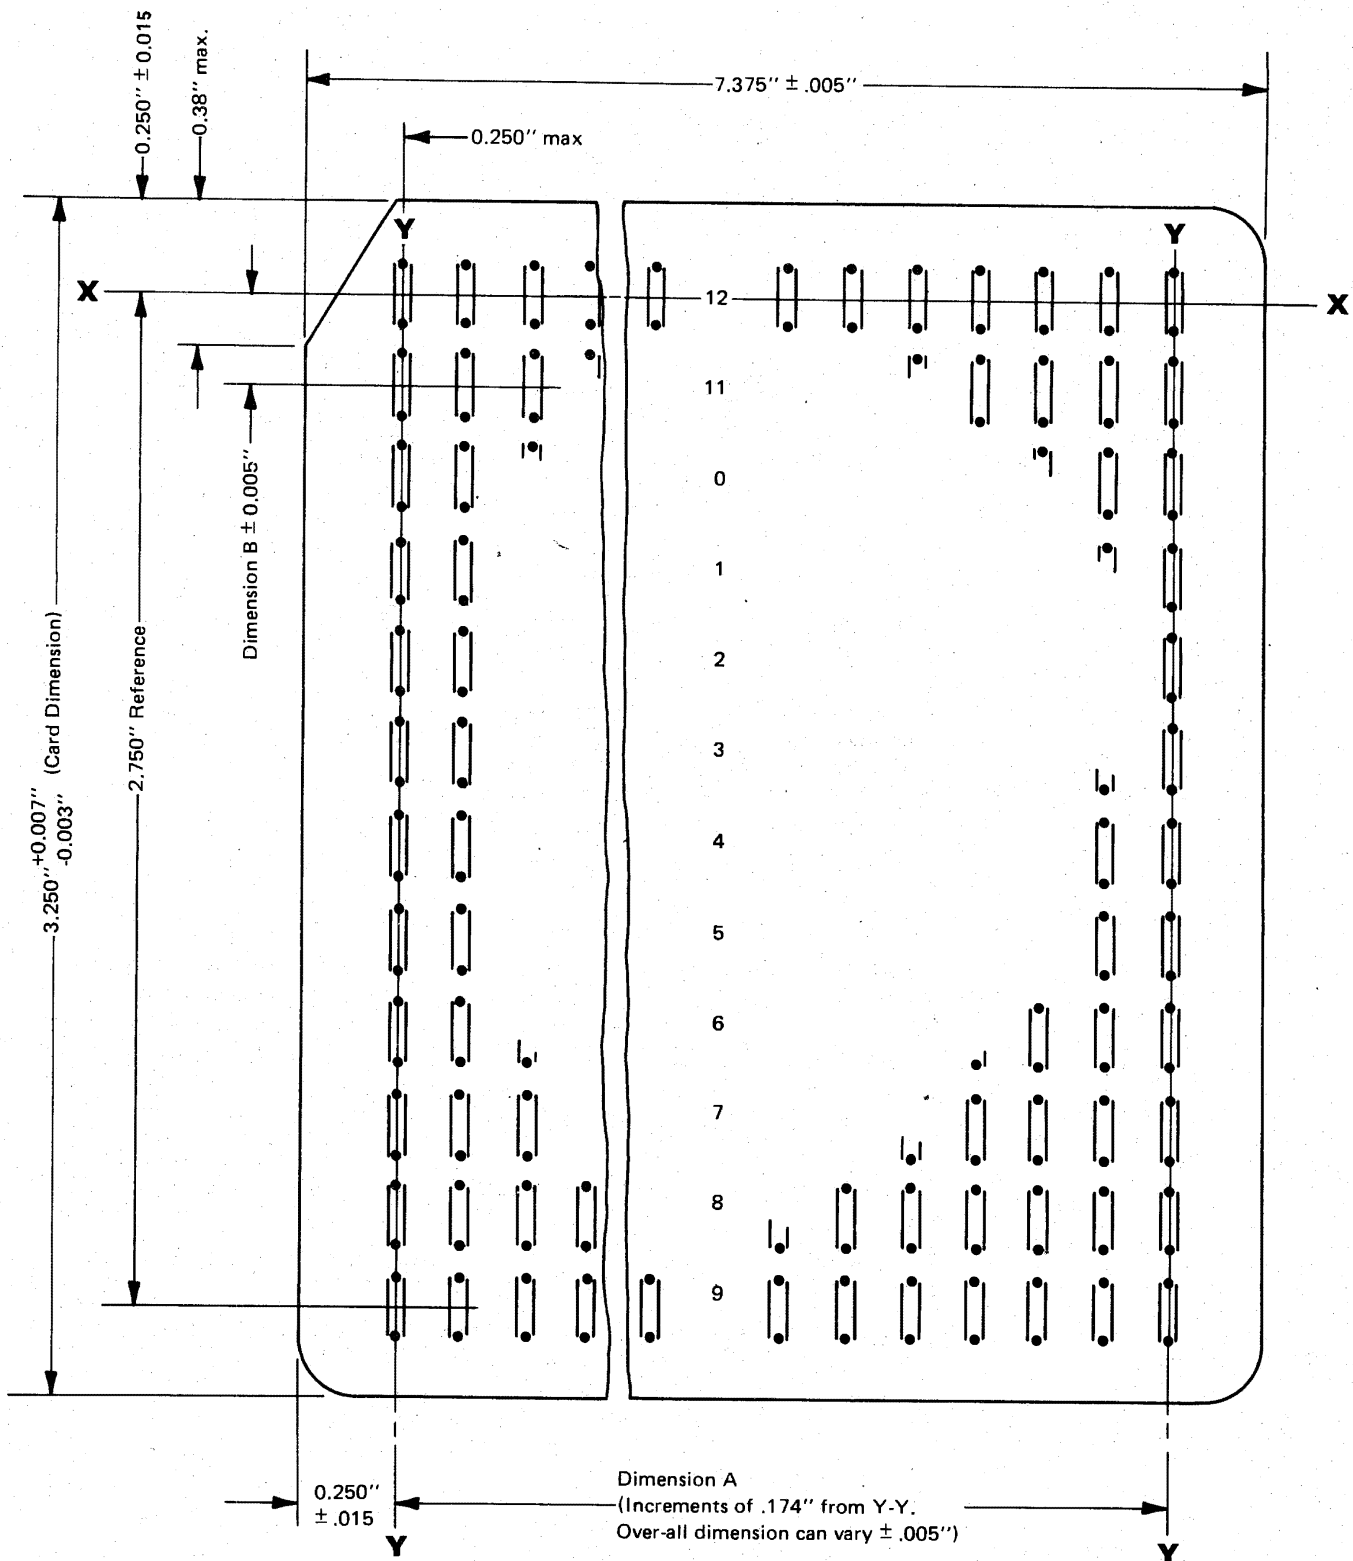 0.250″ ± 0.015
0.38″ max.
7.375″ ± .005″
0.250″ max
Y
Y
X
12
X
11
0
1
2
3
4
5
6
7
8
9
Dimension B ± 0.005″
2.750″ Reference
3.250″ +0.007″ -0.003″ (Card Dimension)
0.250″
± .015
Dimension A
(Increments of .174″ from Y-Y.
Over-all dimension can vary ± .005″)
Y
Y